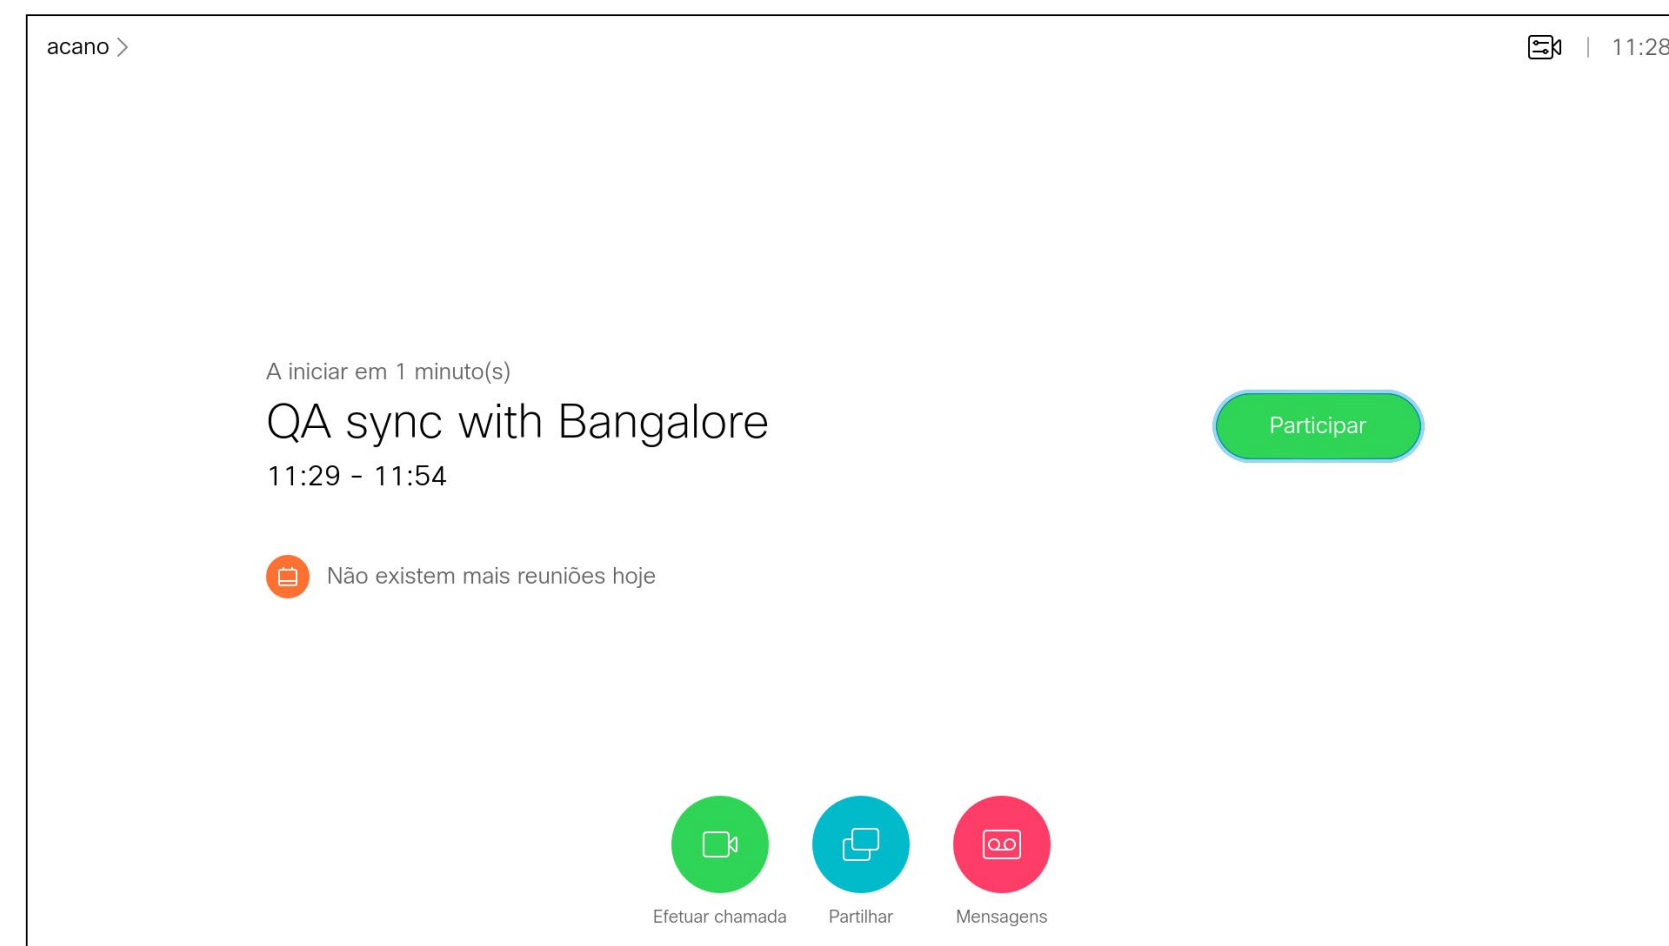 acano
11:28
A iniciar em 1 minuto(s)
QA sync with Bangalore
11:29 - 11:54
Participar
Não existem mais reuniões hoje
Efetuar chamada
Partilhar
Mensagens